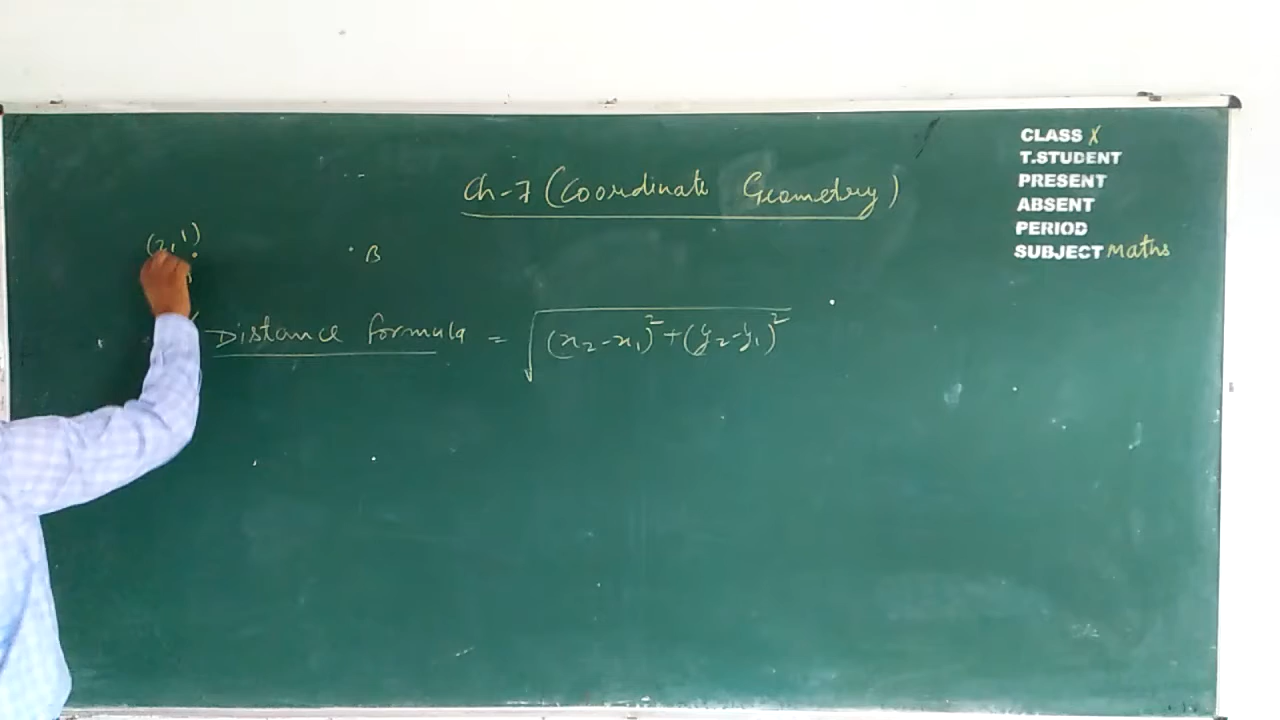 CLASS X
T.STUDENT
PRESENT
ABSENT
PERIOD
SUBJECT Maths
Ch-7 (Coordinate Geometry)
B
Distance formula = √(x₂-x₁)²+(y₂-y₁)²